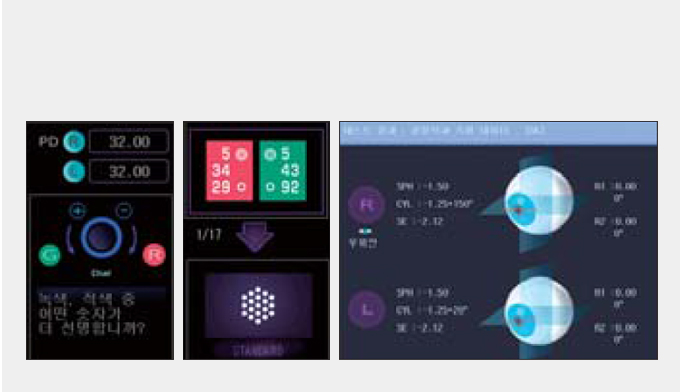 PD R 32.00
L 32.00
G R
Chart
녹색, 적색 중
어떤 숫자가
더 선명합니까?
5 5
34 43
29 92
1/17
STANDARD
R
우위안
SPH :-1.50
CYL :-1.25*150°
SE :-2.12
R1 :0.00
0°
R2 :0.00
0°
L
SPH :-1.50
CYL :-1.25*20°
SE :-2.12
R1 :0.00
0°
R2 :0.00
0°